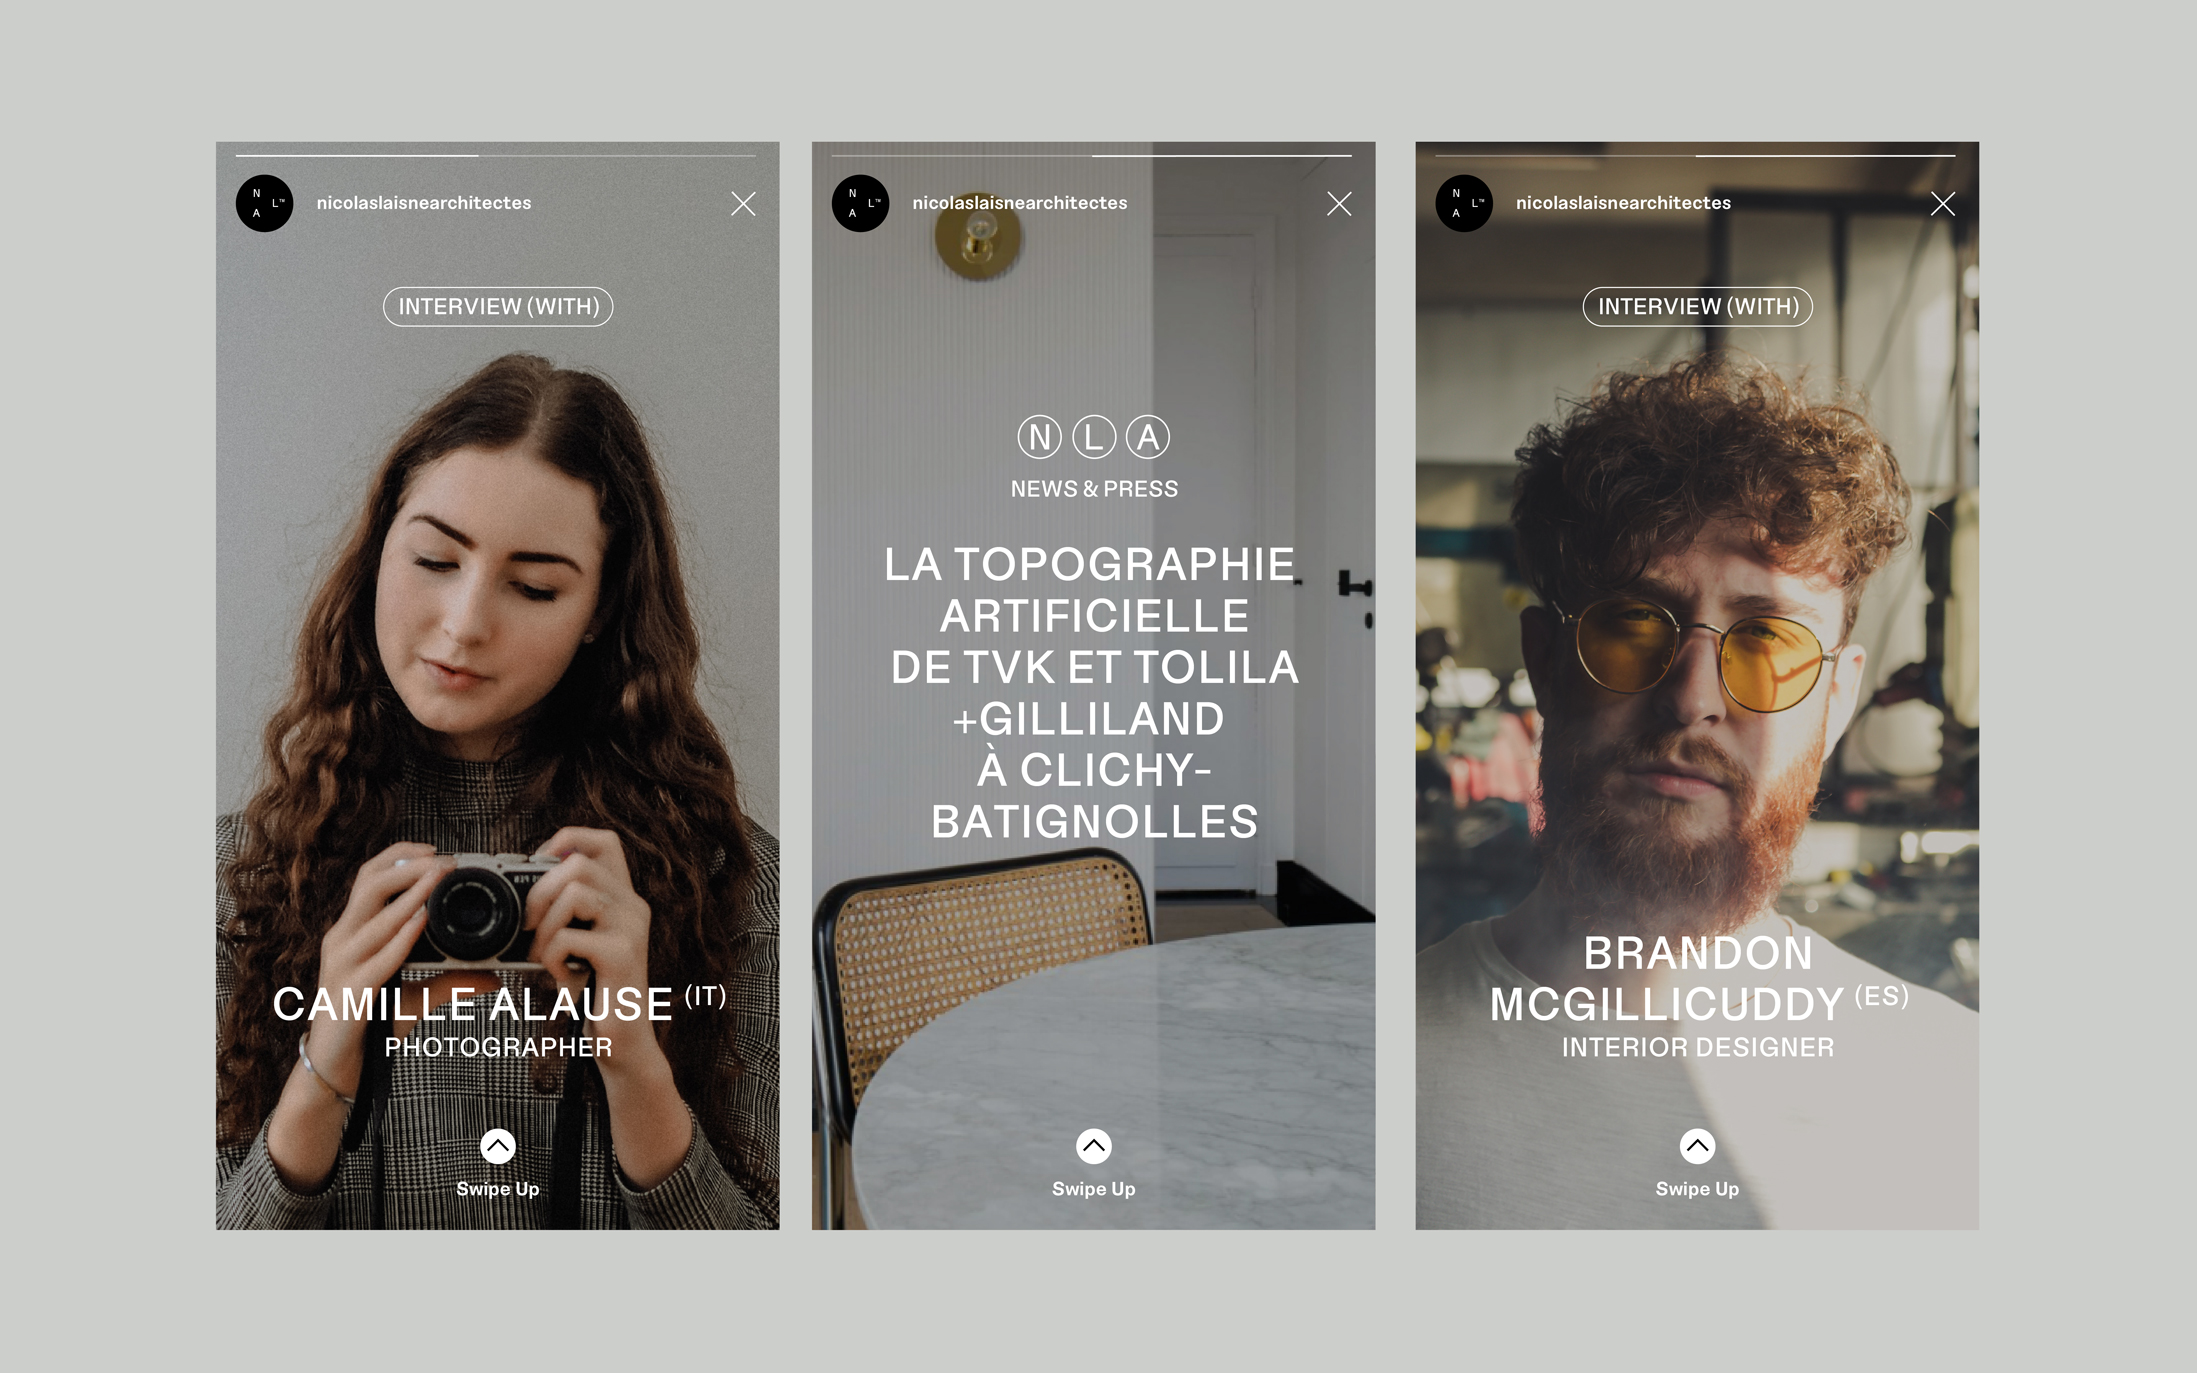 N
L™
A
nicolaslaisnearchitectes
INTERVIEW (WITH)
CAMILLE ALAUSE (IT)
PHOTOGRAPHER
Swipe Up
N
L™
A
nicolaslaisnearchitectes
N L A
NEWS & PRESS
LA TOPOGRAPHIE
ARTIFICIELLE
DE TVK ET TOLILA
+GILLILAND
À CLICHY-
BATIGNOLLES
Swipe Up
N
L™
A
nicolaslaisnearchitectes
INTERVIEW (WITH)
BRANDON
MCGILLICUDDY (ES)
INTERIOR DESIGNER
Swipe Up